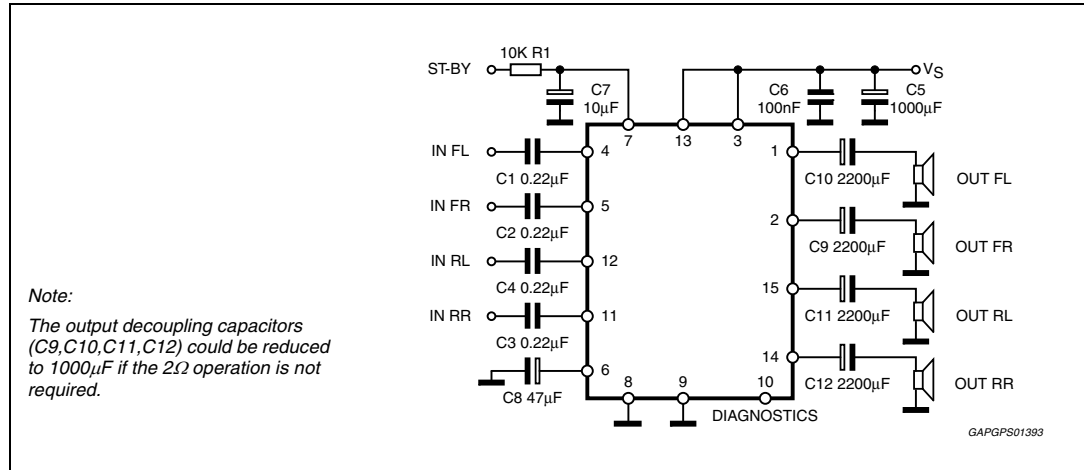 10K R1
ST-BY
C7
10µF
C6
100nF
VS
C5
1000µF
7
13
3
IN FL
C1 0.22µF
4
IN FR
C2 0.22µF
5
IN RL
C4 0.22µF
12
IN RR
C3 0.22µF
11
C8 47µF
6
8
9
10
DIAGNOSTICS
1
C10 2200µF
OUT FL
2
C9 2200µF
OUT FR
15
C11 2200µF
OUT RL
14
C12 2200µF
OUT RR
Note:
The output decoupling capacitors
(C9,C10,C11,C12) could be reduced
to 1000µF if the 2Ω operation is not
required.
GAPGPS01393